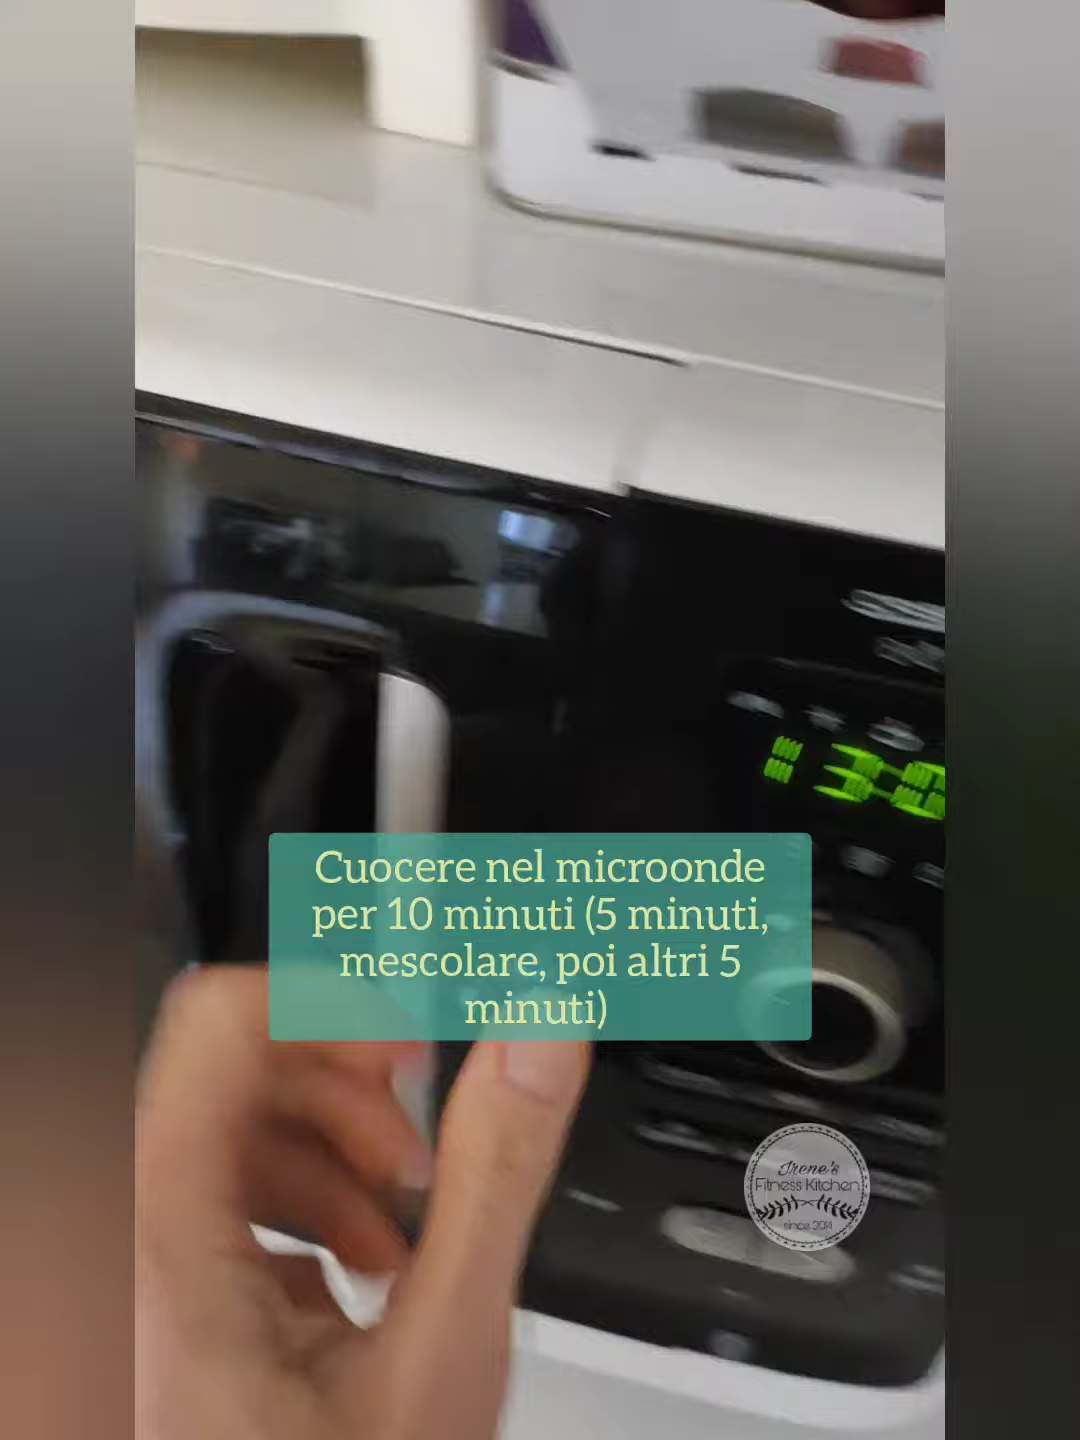 Cuocere nel microonde
per 10 minuti (5 minuti,
mescolare, poi altri 5
minuti)
Irene's
Fitness Kitchen
since 2014